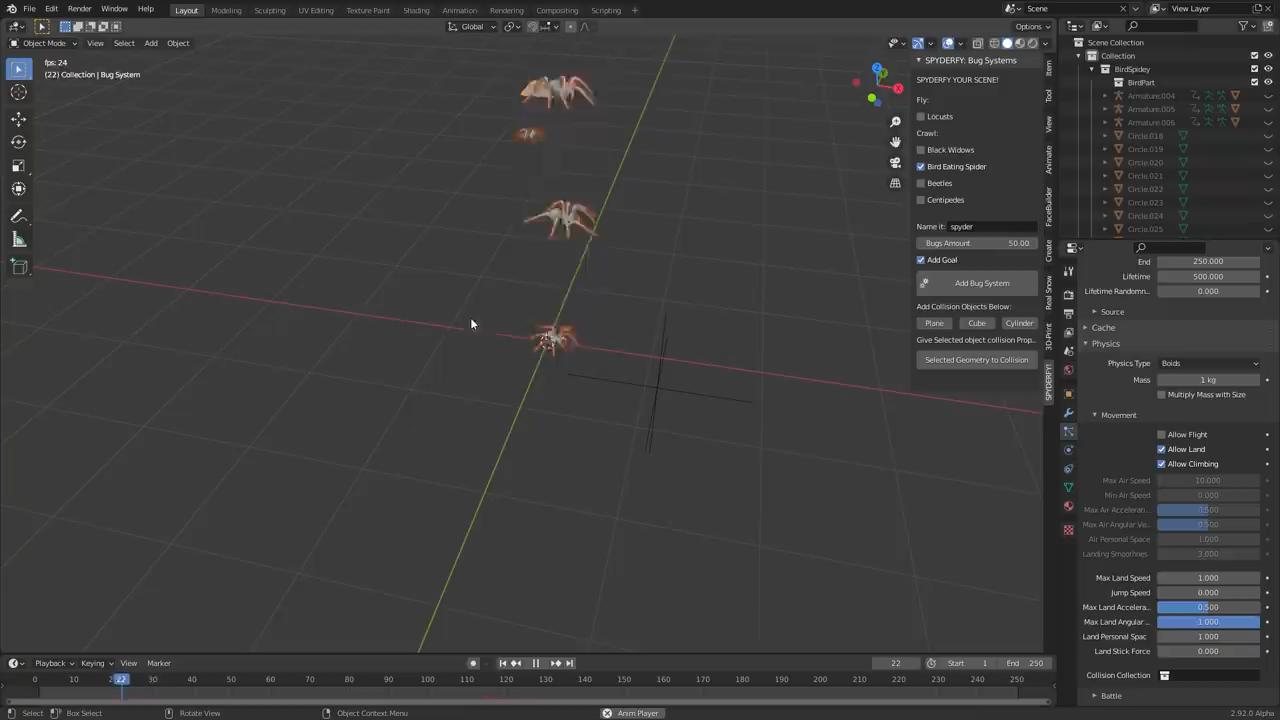 File Edit Render Window Help
Layout Modeling Sculpting UV Editing Texture Paint Shading Animation Rendering Compositing Scripting +
Scene
View Layer
Object Mode View Select Add Object
Global
Options
fps: 24
(22) Collection | Bug System
SPYDERFY: Bug Systems
SPYDERFY YOUR SCENE!
Fly:
Locusts
Crawl:
Black Widows
Bird Eating Spider
Beetles
Centipedes
Name it: spyder
Bugs Amount 50.00
Add Goal
Add Bug System
Add Collision Objects Below:
Plane Cube Cylinder
Give Selected object collision Prop...
Selected Geometry to Collision
Item
Tool
View
Animate
FaceBuilder
Create
Real Snow
3D-Print
SPYDERFY!
Scene Collection
Collection
BirdSpidey
BirdPart
Armature.004
Armature.005
Armature.006
Circle.018
Circle.019
Circle.020
Circle.021
Circle.022
Circle.023
Circle.024
Circle.025
End 250.000
Lifetime 500.000
Lifetime Randomn... 0.000
Source
Cache
Physics
Physics Type Boids
Mass 1 kg
Multiply Mass with Size
Movement
Allow Flight
Allow Land
Allow Climbing
Max Air Speed 10.000
Min Air Speed 0.000
Max Air Accelerati... 0.500
Max Air Angular Ve... 0.500
Air Personal Space 1.000
Landing Smoothnes... 3.000
Max Land Speed 1.000
Jump Speed 0.000
Max Land Accelera... 0.500
Max Land Angular ... 1.000
Land Personal Spac 1.000
Land Stick Force 0.000
Collision Collection
Battle
Playback Keying View Marker
22
Start 1 End 250
0 10 22 30 40 50 60 70 80 90 100 110 120 130 140 150 160 170 180 190 200 210 220 230 240 250
Select Box Select Rotate View Object Context Menu Anim Player 2.92.0 Alpha